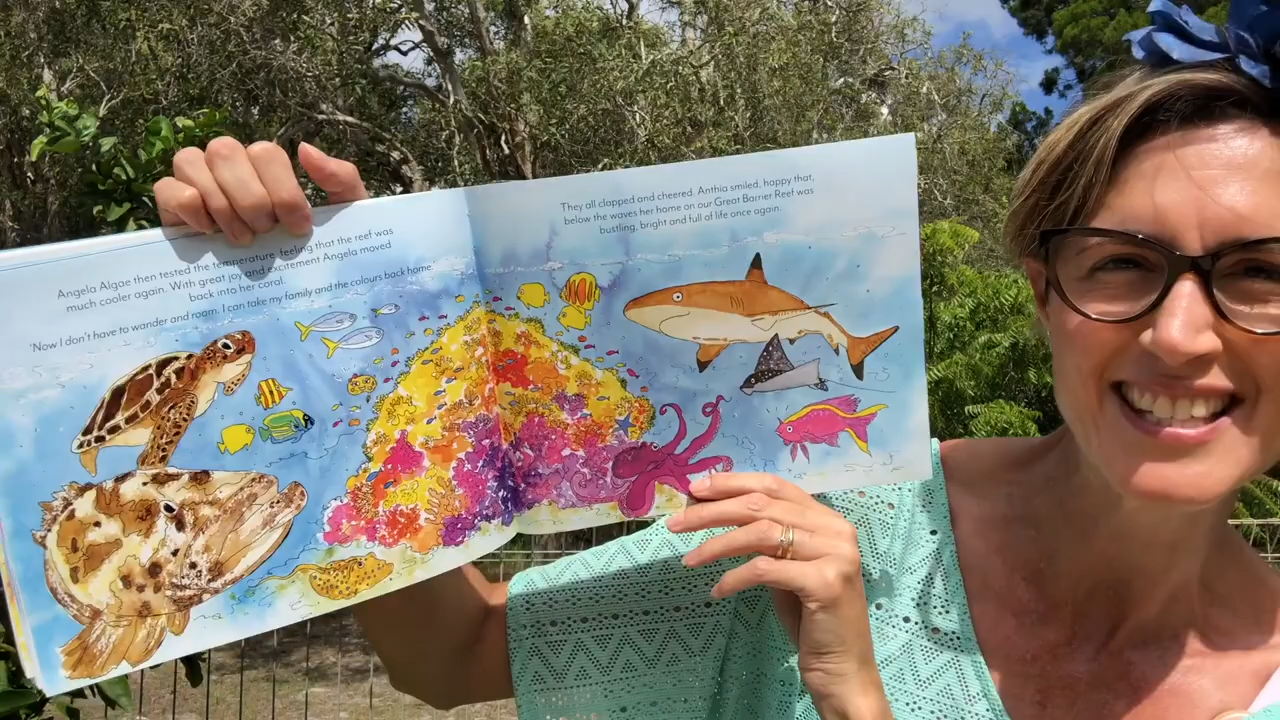 Angela Algae then tested the temperature feeling that the reef was
much cooler again. With great joy and excitement Angela moved
back into her coral.
'Now I don't have to wander and roam. I can take my family and the colours back home.
They all clapped and cheered. Anthia smiled, happy that,
below the waves her home on our Great Barrier Reef was
bustling, bright and full of life once again.